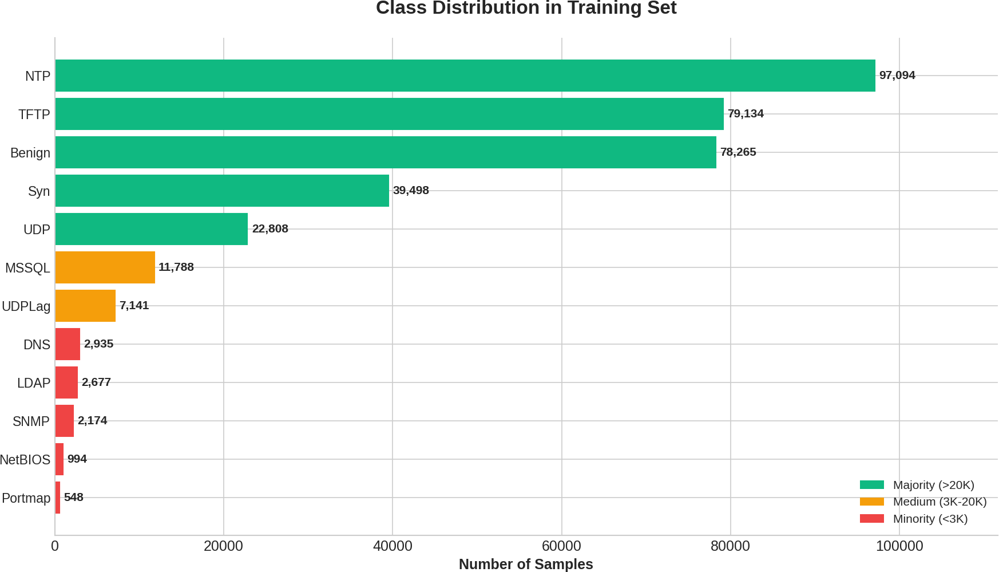 Class Distribution in Training Set
NTP 97,094
TFTP 79,134
Benign 78,265
Syn 39,498
UDP 22,808
MSSQL 11,788
UDPLag 7,141
DNS 2,935
LDAP 2,677
SNMP 2,174
NetBIOS 994
Portmap 548
Majority (>20K)
Medium (3K-20K)
Minority (<3K)
0 20000 40000 60000 80000 100000
Number of Samples